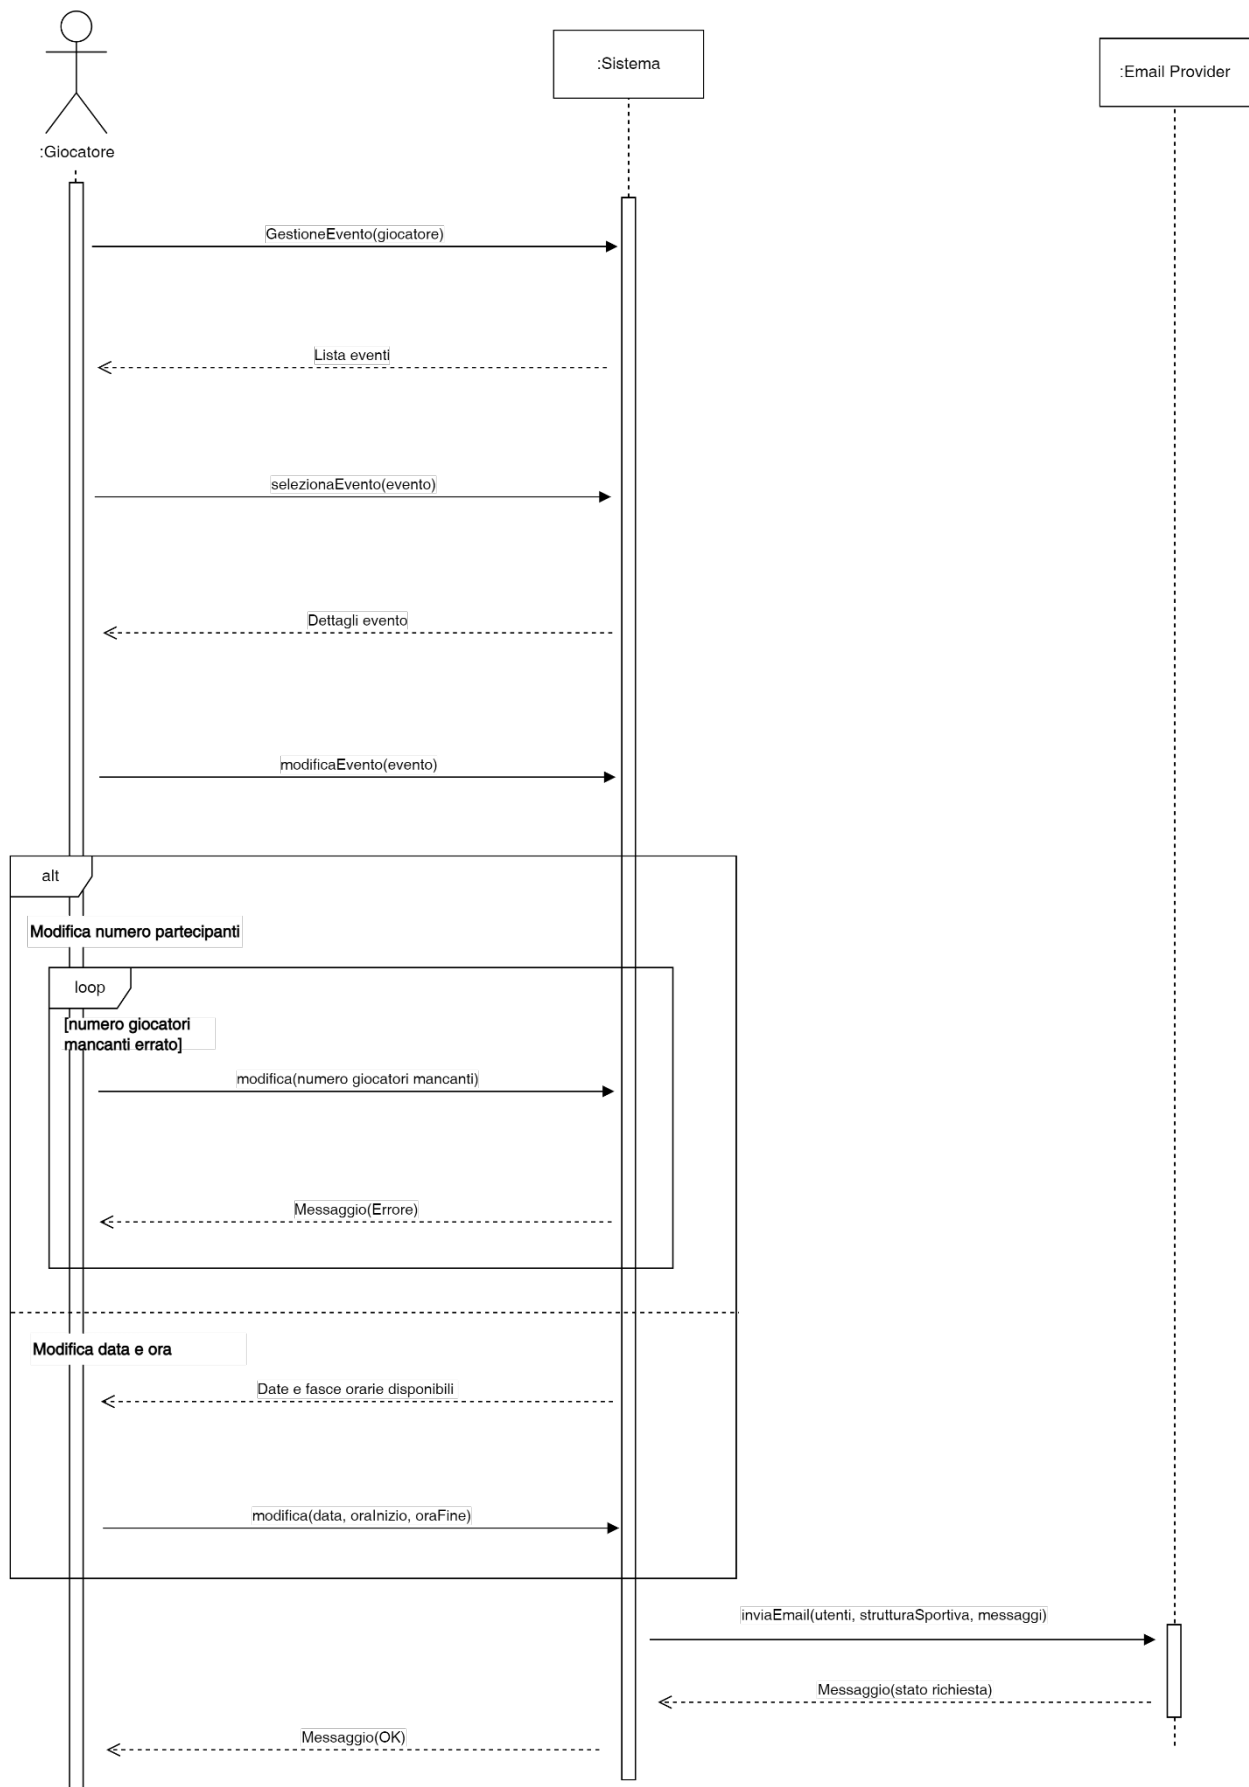 :Sistema
:Email Provider
:Giocatore
GestioneEvento(giocatore)
Lista eventi
selezionaEvento(evento)
Dettagli evento
modificaEvento(evento)
alt
Modifica numero partecipanti
loop
[numero giocatori
mancanti errato]
modifica(numero giocatori mancanti)
Messaggio(Errore)
Modifica data e ora
Date e fasce orarie disponibili
modifica(data, oraInizio, oraFine)
inviaEmail(utenti, strutturaSportiva, messaggi)
Messaggio(stato richiesta)
Messaggio(OK)